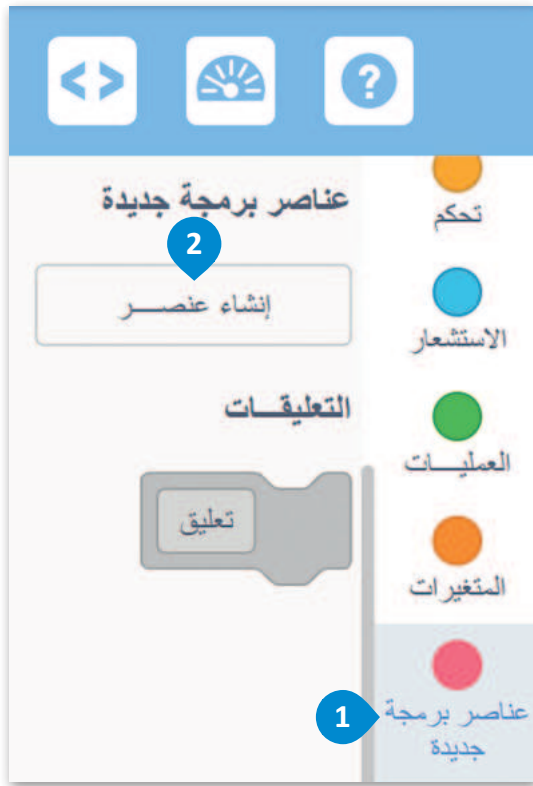 < >
?
تحكم
الاستشعار
العمليـــات
المتغيرات
عناصر برمجة
جديدة
1
عناصر برمجة جديدة
2
إنشاء عنصـــر
التعليقـــات
تعليق